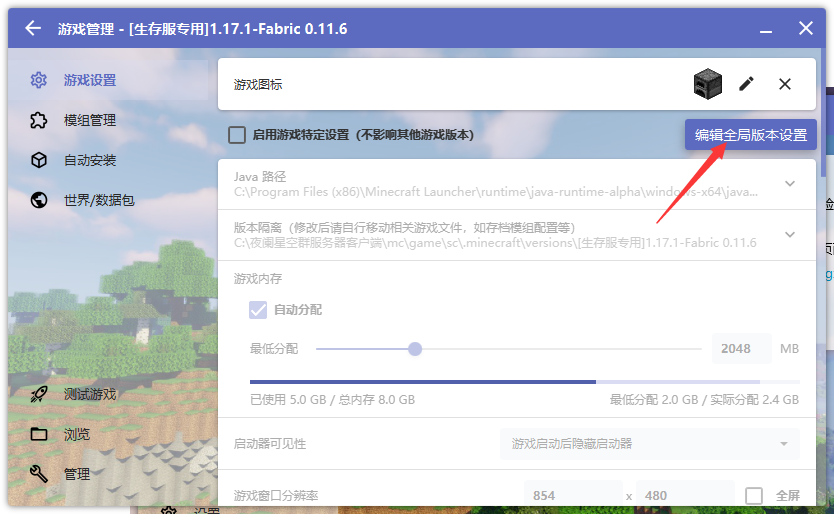 游戏管理 - [生存服专用]1.17.1-Fabric 0.11.6
游戏设置
模组管理
自动安装
世界/数据包
测试游戏
浏览
管理
游戏图标
启用游戏特定设置（不影响其他游戏版本）
编辑全局版本设置
Java 路径
C:\Program Files (x86)\Minecraft Launcher\runtime\java-runtime-alpha\windows-x64\java...
版本隔离（修改后请自行移动相关游戏文件，如存档模组配置等）
C:\夜阑星空群服务器客户端\mc\game\sc\.minecraft\versions\[生存服专用]1.17.1-Fabric 0.11.6
游戏内存
自动分配
最低分配
2048
MB
已使用 5.0 GB / 总内存 8.0 GB
最低分配 2.0 GB / 实际分配 2.4 GB
启动器可见性
游戏启动后隐藏启动器
游戏窗口分辨率
854
x
480
全屏